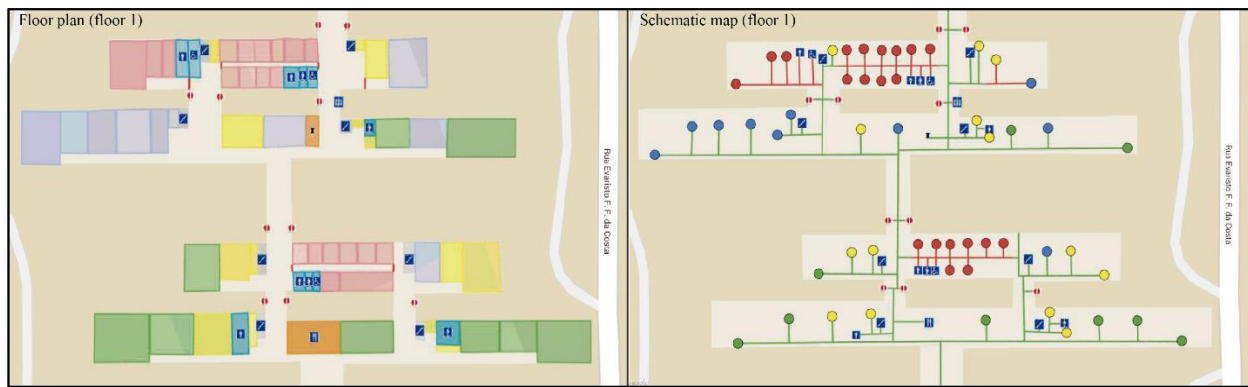 Floor plan (floor 1)
Rua Evaristo F. F. da Costa
Schematic map (floor 1)
Rua Evaristo F. F. da Costa